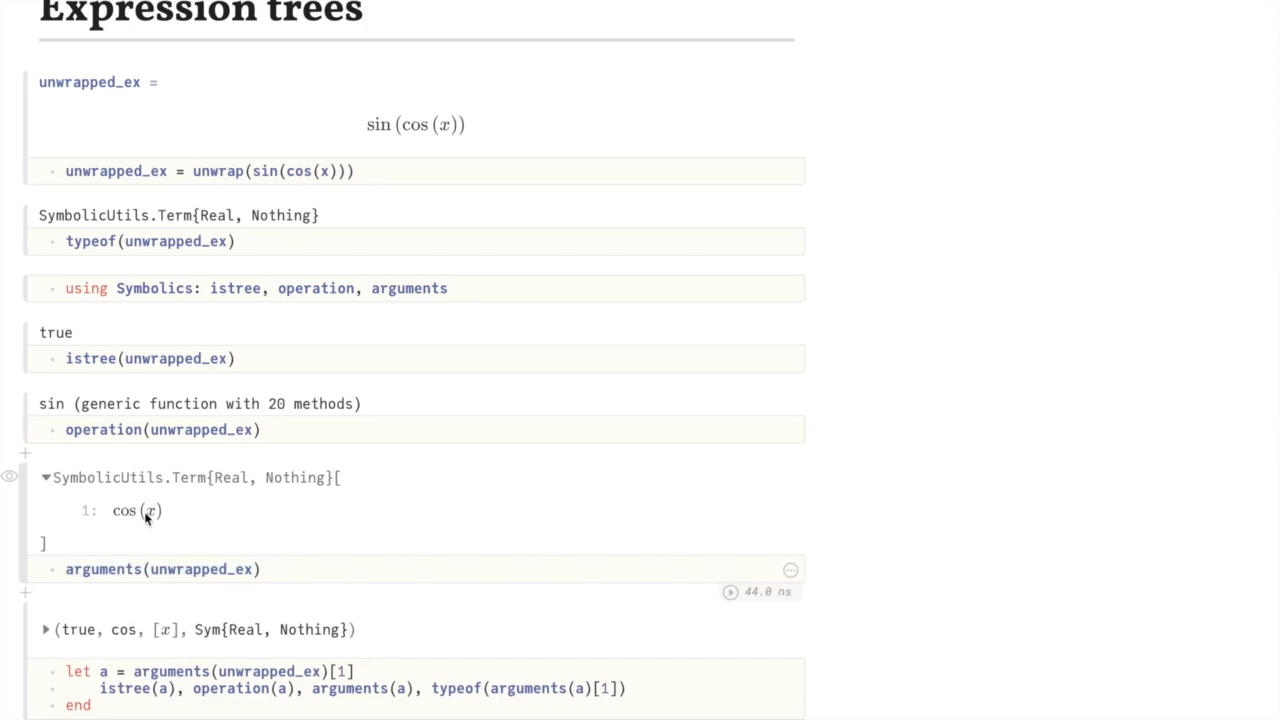 Expression trees
unwrapped_ex =
sin (cos (x))
unwrapped_ex = unwrap(sin(cos(x)))
SymbolicUtils.Term{Real, Nothing}
typeof(unwrapped_ex)
using Symbolics: istree, operation, arguments
true
istree(unwrapped_ex)
sin (generic function with 20 methods)
operation(unwrapped_ex)
SymbolicUtils.Term{Real, Nothing}[
1: cos (x)
]
arguments(unwrapped_ex)
44.0 ns
(true, cos, [x], Sym{Real, Nothing})
let a = arguments(unwrapped_ex)[1]
istree(a), operation(a), arguments(a), typeof(arguments(a)[1])
end